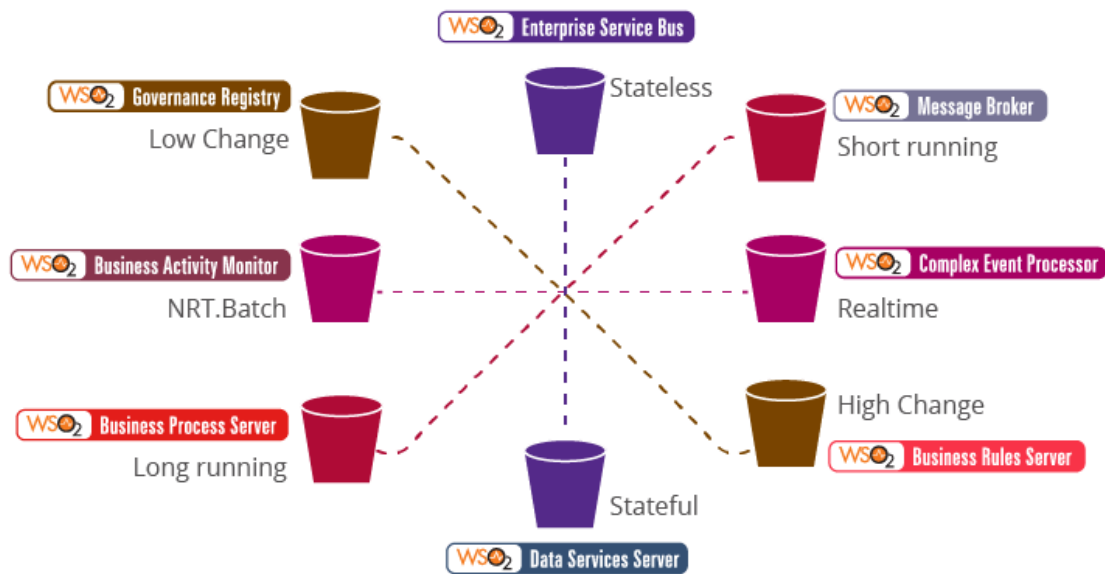 WSO2 Enterprise Service Bus
Stateless
WSO2 Governance Registry
Low Change
WSO2 Message Broker
Short running
WSO2 Business Activity Monitor
NRT.Batch
WSO2 Complex Event Processor
Realtime
WSO2 Business Process Server
Long running
High Change
WSO2 Business Rules Server
Stateful
WSO2 Data Services Server